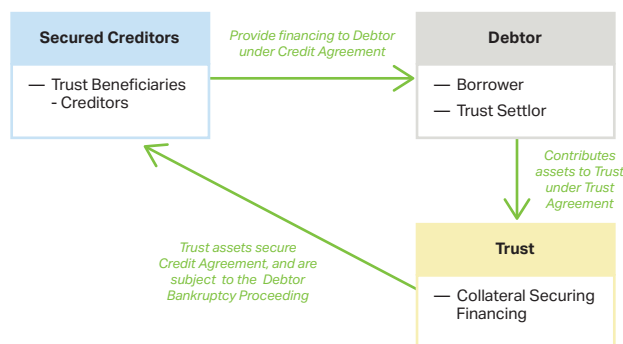 Secured Creditors
— Trust Beneficiaries
- Creditors
Provide financing to Debtor
under Credit Agreement
Debtor
— Borrower
— Trust Settlor
Contributes
assets to Trust
under Trust
Agreement
Trust assets secure
Credit Agreement, and are
subject to the Debtor
Bankruptcy Proceeding
Trust
— Collateral Securing
Financing